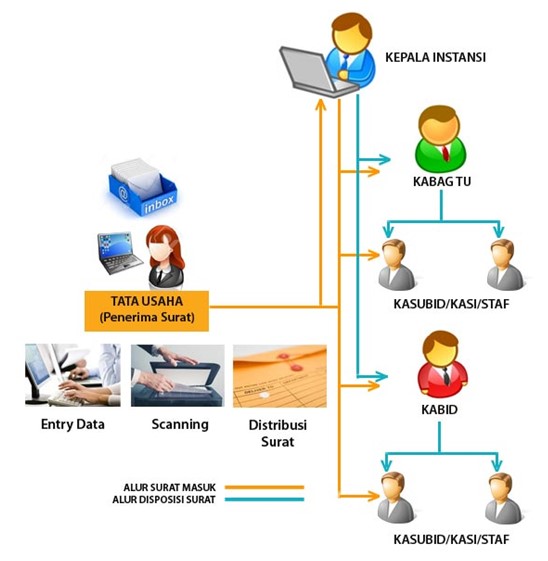 KEPALA INSTANSI
KABAG TU
@
inbox
KASUBID/KASI/STAF
TATA USAHA
(Penerima Surat)
KABID
Entry Data
Scanning
Distribusi
Surat
ALUR SURAT MASUK
ALUR DISPOSISI SURAT
KASUBID/KASI/STAF